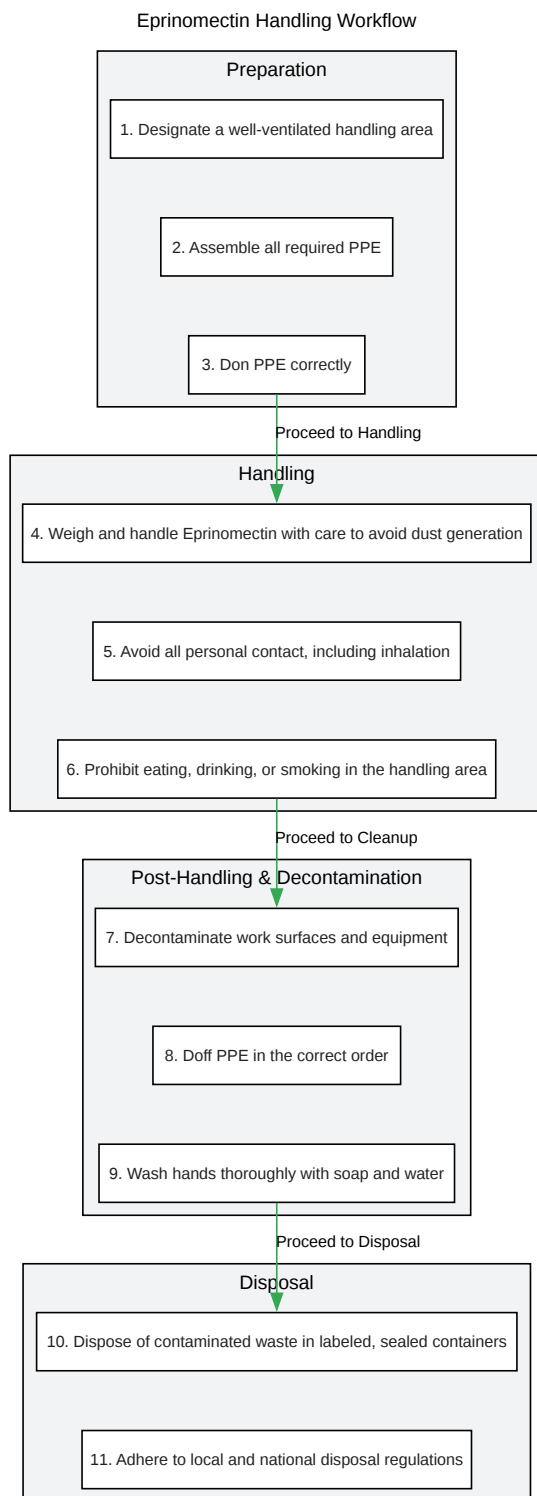 Eprinomectin Handling Workflow
Preparation
1. Designate a well-ventilated handling area
2. Assemble all required PPE
3. Don PPE correctly
Proceed to Handling
Handling
4. Weigh and handle Eprinomectin with care to avoid dust generation
5. Avoid all personal contact, including inhalation
6. Prohibit eating, drinking, or smoking in the handling area
Proceed to Cleanup
Post-Handling & Decontamination
7. Decontaminate work surfaces and equipment
8. Doff PPE in the correct order
9. Wash hands thoroughly with soap and water
Proceed to Disposal
Disposal
10. Dispose of contaminated waste in labeled, sealed containers
11. Adhere to local and national disposal regulations